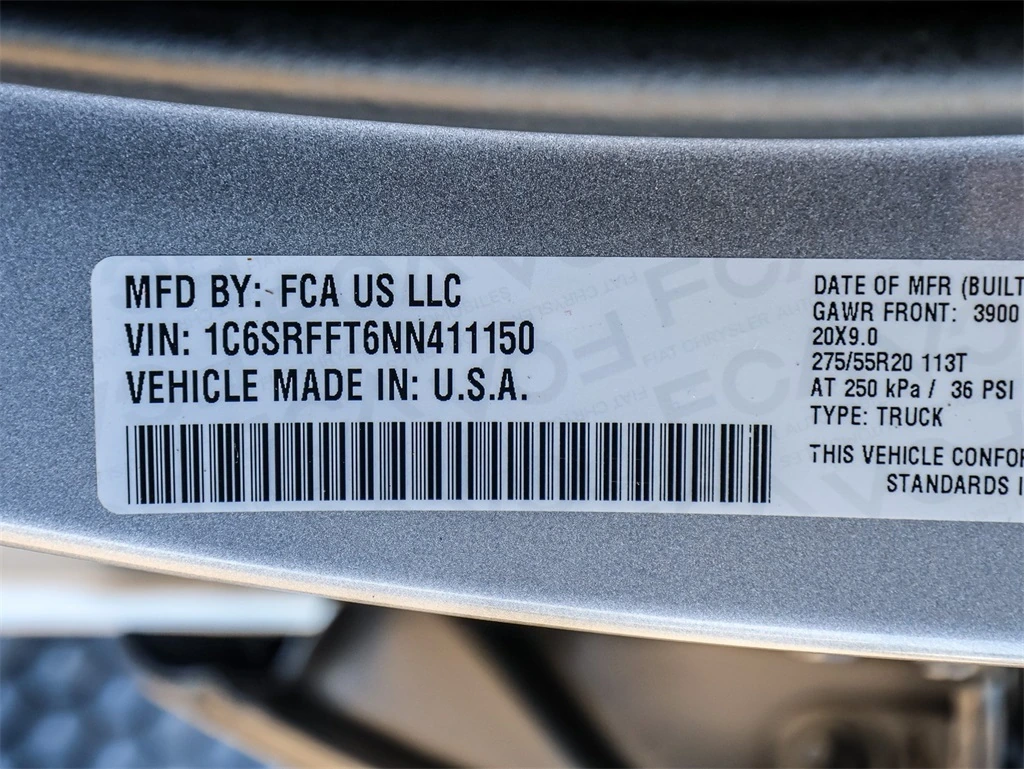 MFD BY: FCA US LLC
VIN: 1C6SRFFT6NN411150
VEHICLE MADE IN: U.S.A.
DATE OF MFR (BUILT
GAWR FRONT: 3900
20X9.0
275/55R20 113T
AT 250 kPa / 36 PSI
TYPE: TRUCK
THIS VEHICLE CONFOR
STANDARDS I